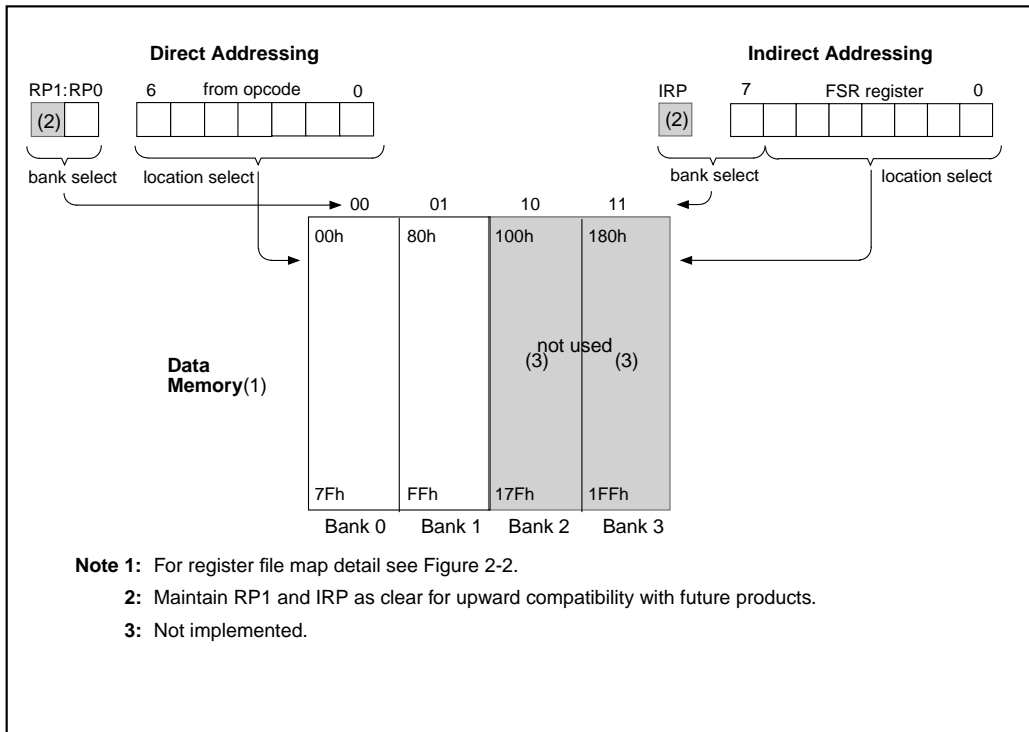 Direct Addressing
Indirect Addressing
RP1:RP0 6 from opcode 0
IRP 7 FSR register 0
(2)
(2)
bank select location select
bank select location select
00 01 10 11
00h 80h 100h 180h
not used
(3) (3)
Data
Memory(1)
7Fh FFh 17Fh 1FFh
Bank 0 Bank 1 Bank 2 Bank 3
Note 1: For register file map detail see Figure 2-2.
2: Maintain RP1 and IRP as clear for upward compatibility with future products.
3: Not implemented.